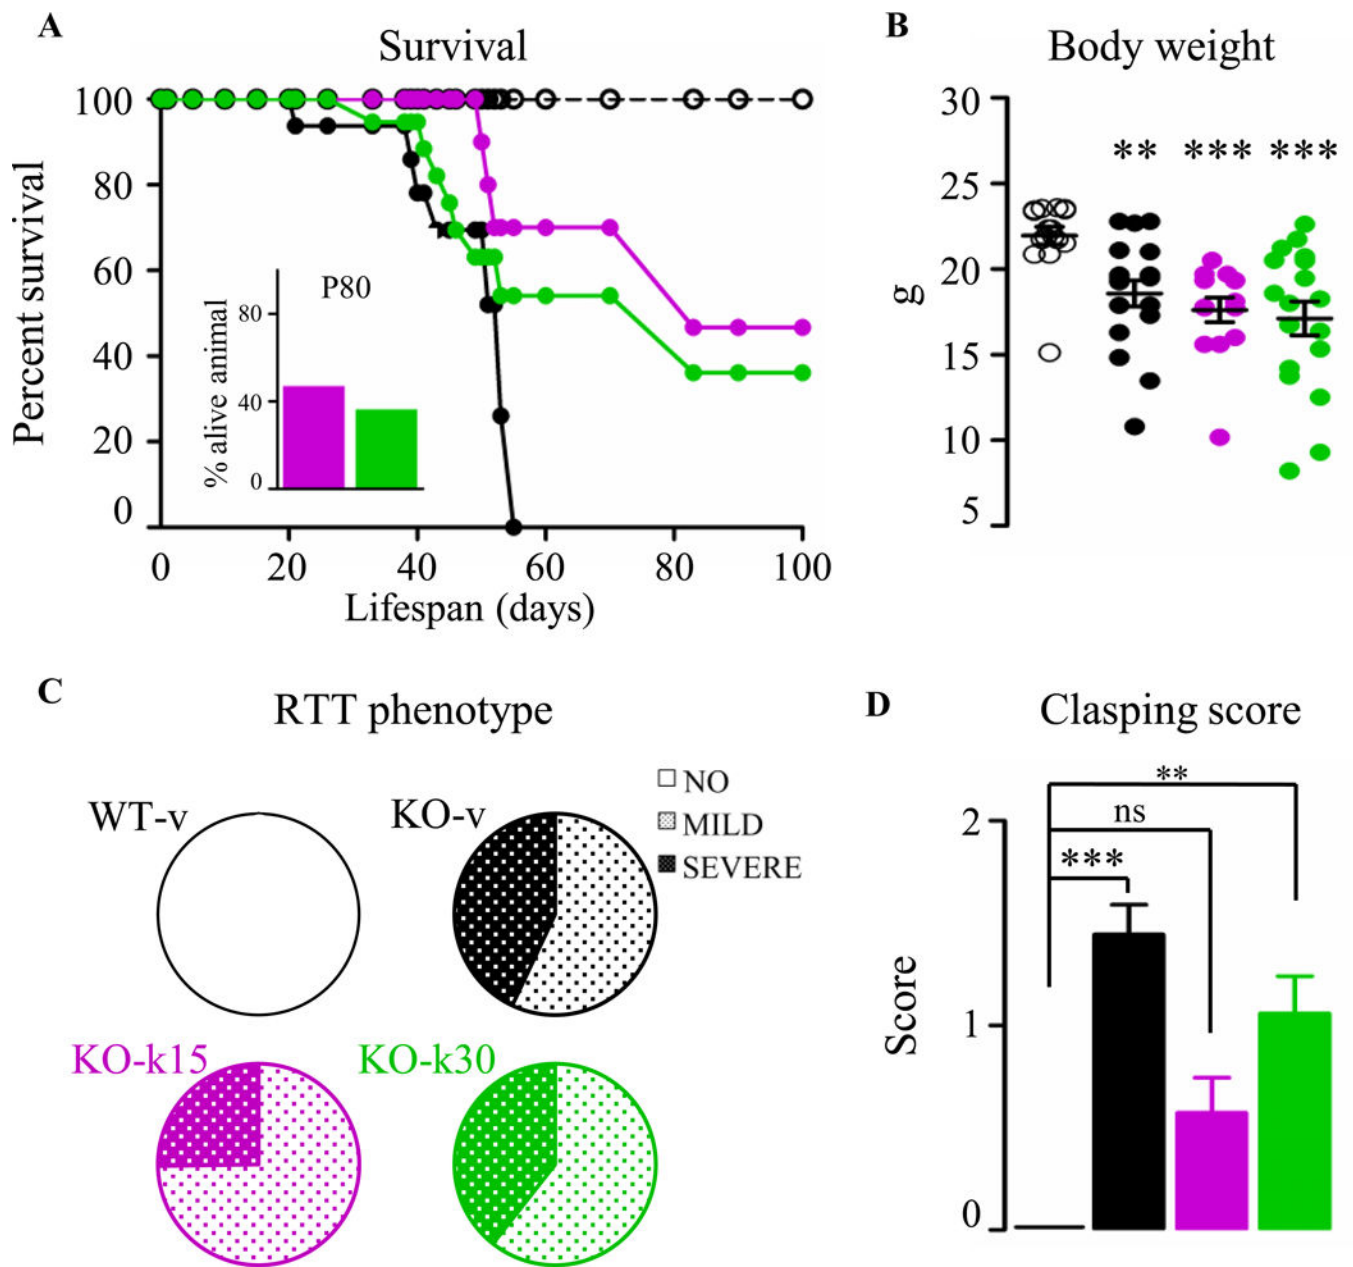 A
Survival
100
80
60
40
20
0
Percent survival
0 20 40 60 80 100
Lifespan (days)
P80
% alive animal
80
40
0
B
Body weight
30
25
20
15
10
5
g
** *** ***
C
RTT phenotype
WT-v
KO-v
NO
MILD
SEVERE
KO-k15
KO-k30
D
Clasping score
**
ns
***
2
1
0
Score